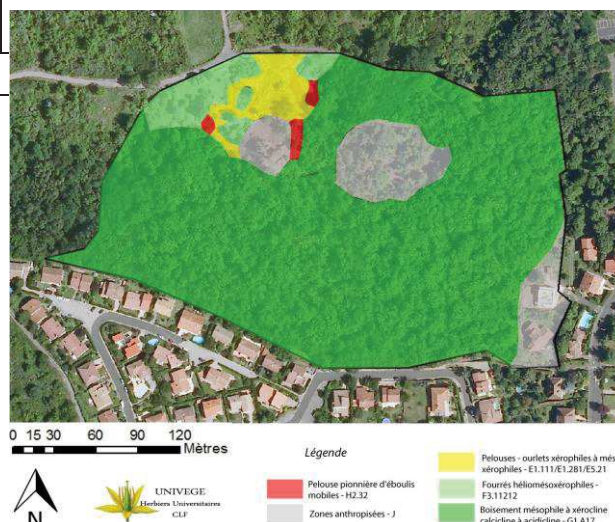 0 15 30 60 90 120
Mètres
Légende
UNIVEGE
Herbiers Universitaires
CLF
Pelouse pionnière d'éboulis
mobiles - H2.32
Zones anthropisées - J
Pelouses - ourlets xérophiles à més
xérophiles - E1.111/E1.281/E5.21
Fourrés héliomésoxérophiles -
F3.11212
Boisement mésophile à xérocline
calcicline à acidicline - G1.A17
N